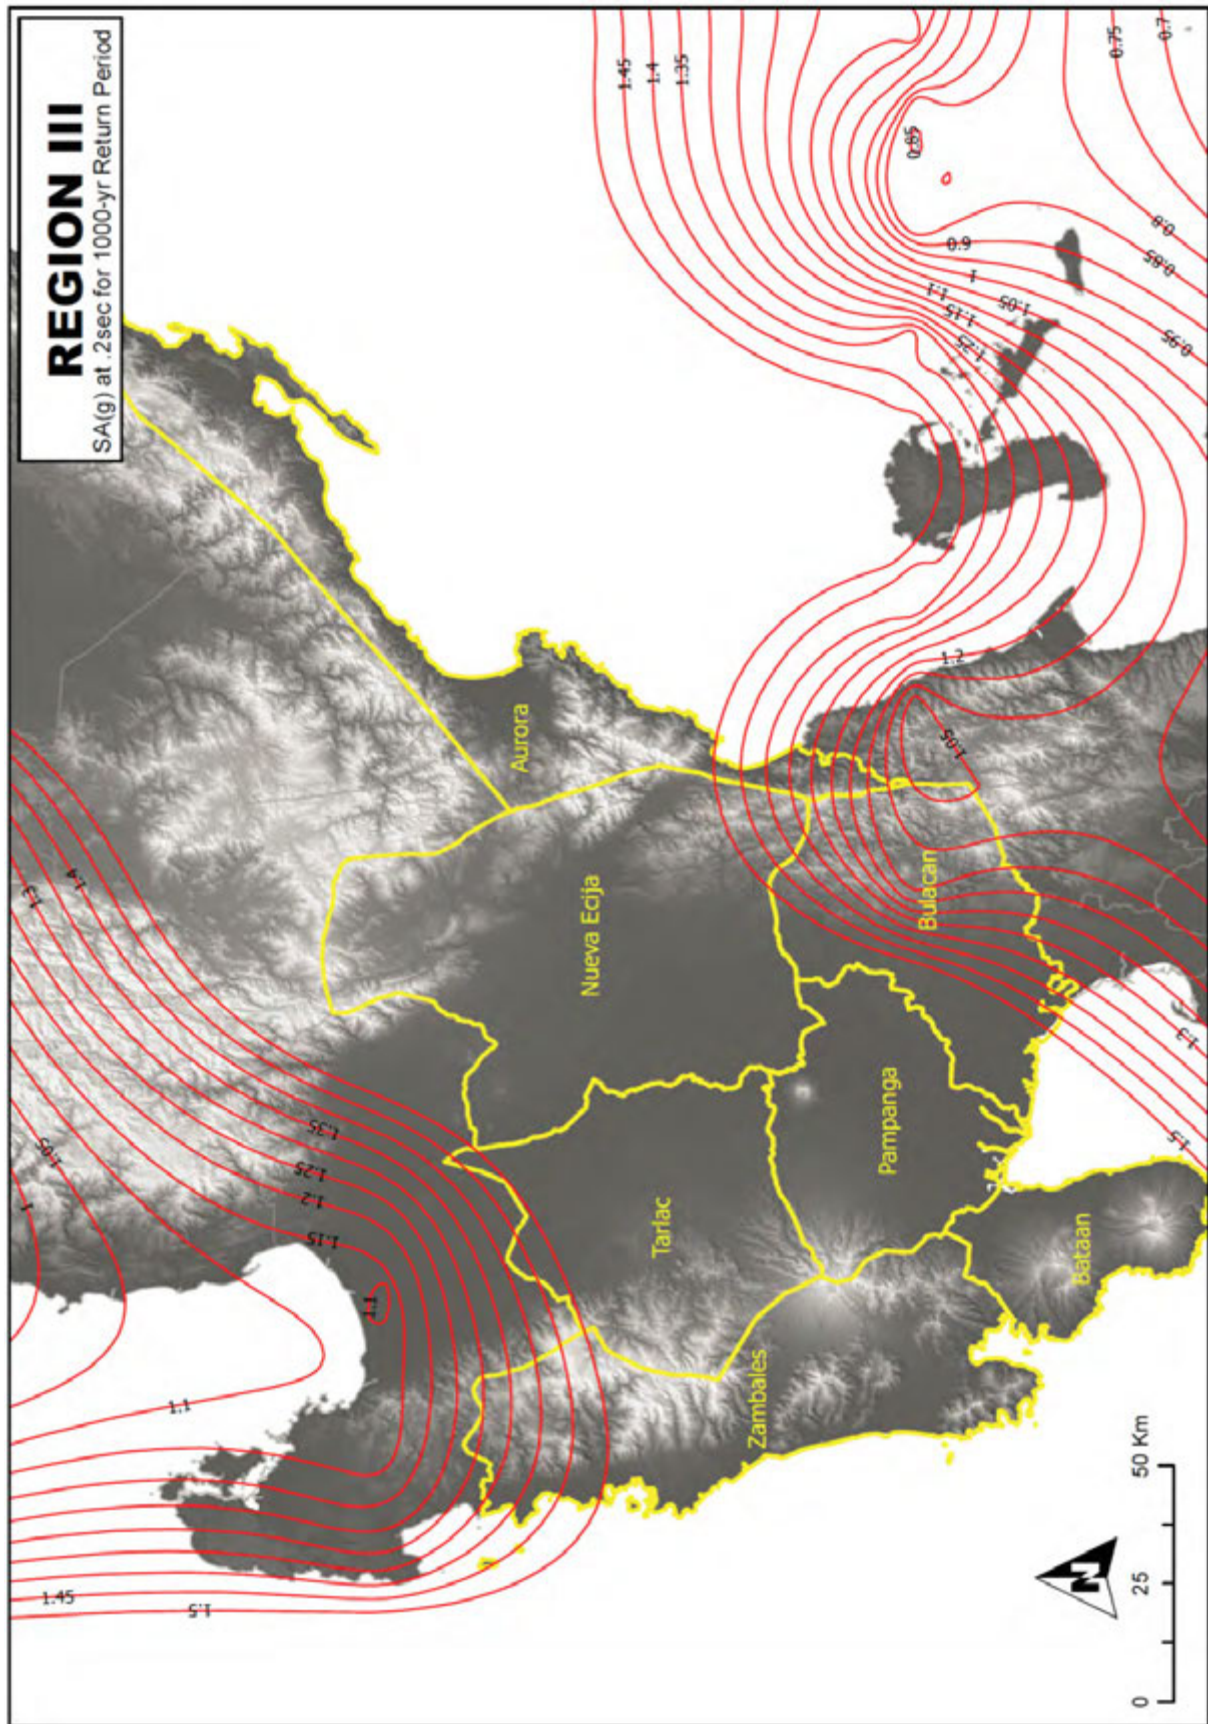 REGION III
SA(g) at .2sec for 1000-yr Return Period
1
1.3
1.05
1.45
1.4
1.1
1.5
1.35
1.25
1.2
1.15
1.1
Aurora
Nueva Ecija
1.45
1.4
1.35
Tarlac
Zambales
Pampanga
Bulacan
0.85
1.1
1.2
1.05
0.9
1.15
1.25
1
1.05
Bataan
0.75
0.8
0.85
0.7
0.95
1.3
1.5
N
0 25 50 Km